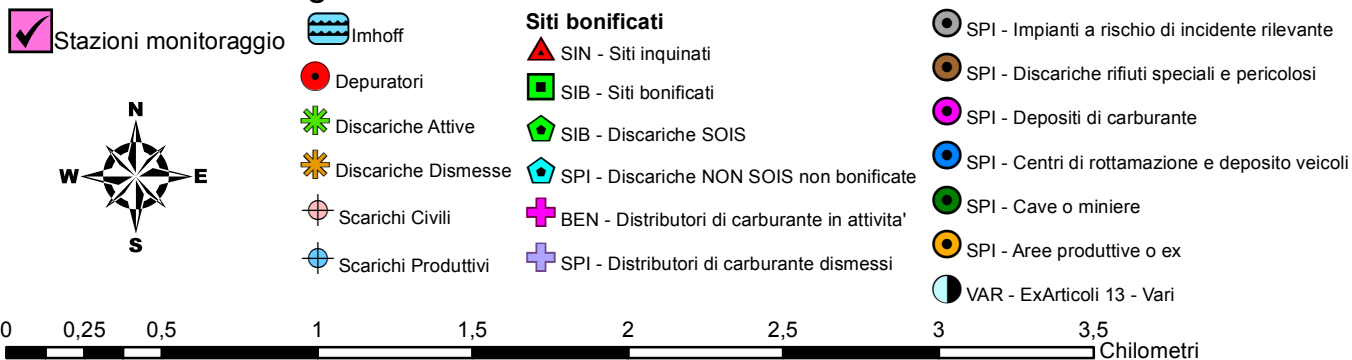 Stazioni monitoraggio
N
W E
S
Imhoff
Depuratori
Discariche Attive
Discariche Dismesse
Scarichi Civili
Scarichi Produttivi
Siti bonificati
SIN - Siti inquinati
SIB - Siti bonificati
SIB - Discariche SOIS
SPI - Discariche NON SOIS non bonificate
BEN - Distributori di carburante in attivita'
SPI - Distributori di carburante dismessi
SPI - Impianti a rischio di incidente rilevante
SPI - Discariche rifiuti speciali e pericolosi
SPI - Depositi di carburante
SPI - Centri di rottamazione e deposito veicoli
SPI - Cave o miniere
SPI - Aree produttive o ex
VAR - ExArticoli 13 - Vari
0 0,25 0,5 1 1,5 2 2,5 3 3,5
Chilometri